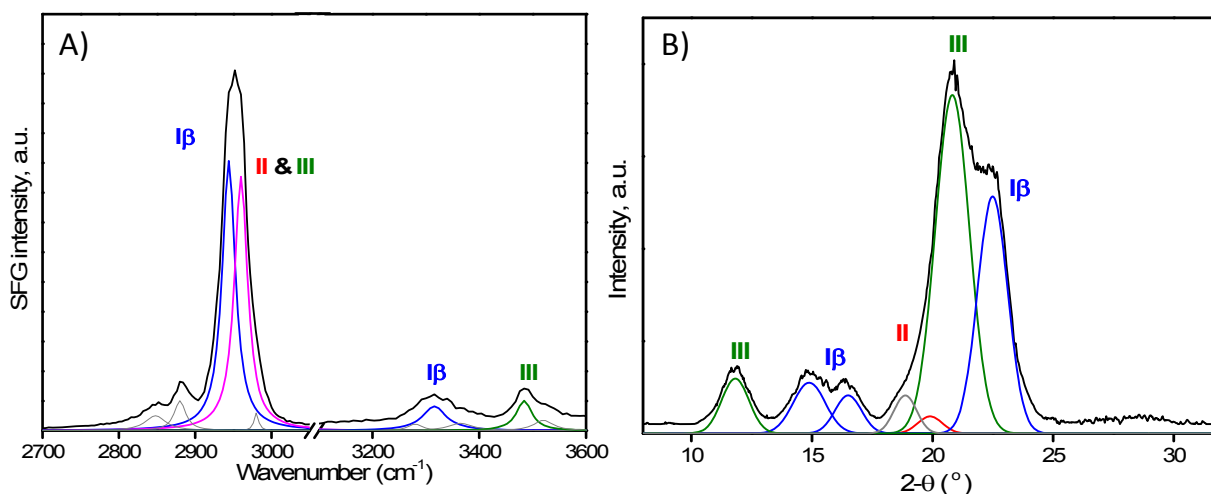 A)
SFG intensity, a.u.
Iβ
II & III
Iβ
III
2700 2800 2900 3000 3200 3300 3400 3500 3600
Wavenumber (cm-1)
B)
Intensity, a.u.
III
Iβ
III
Iβ
II
10 15 20 25 30
2-θ (°)